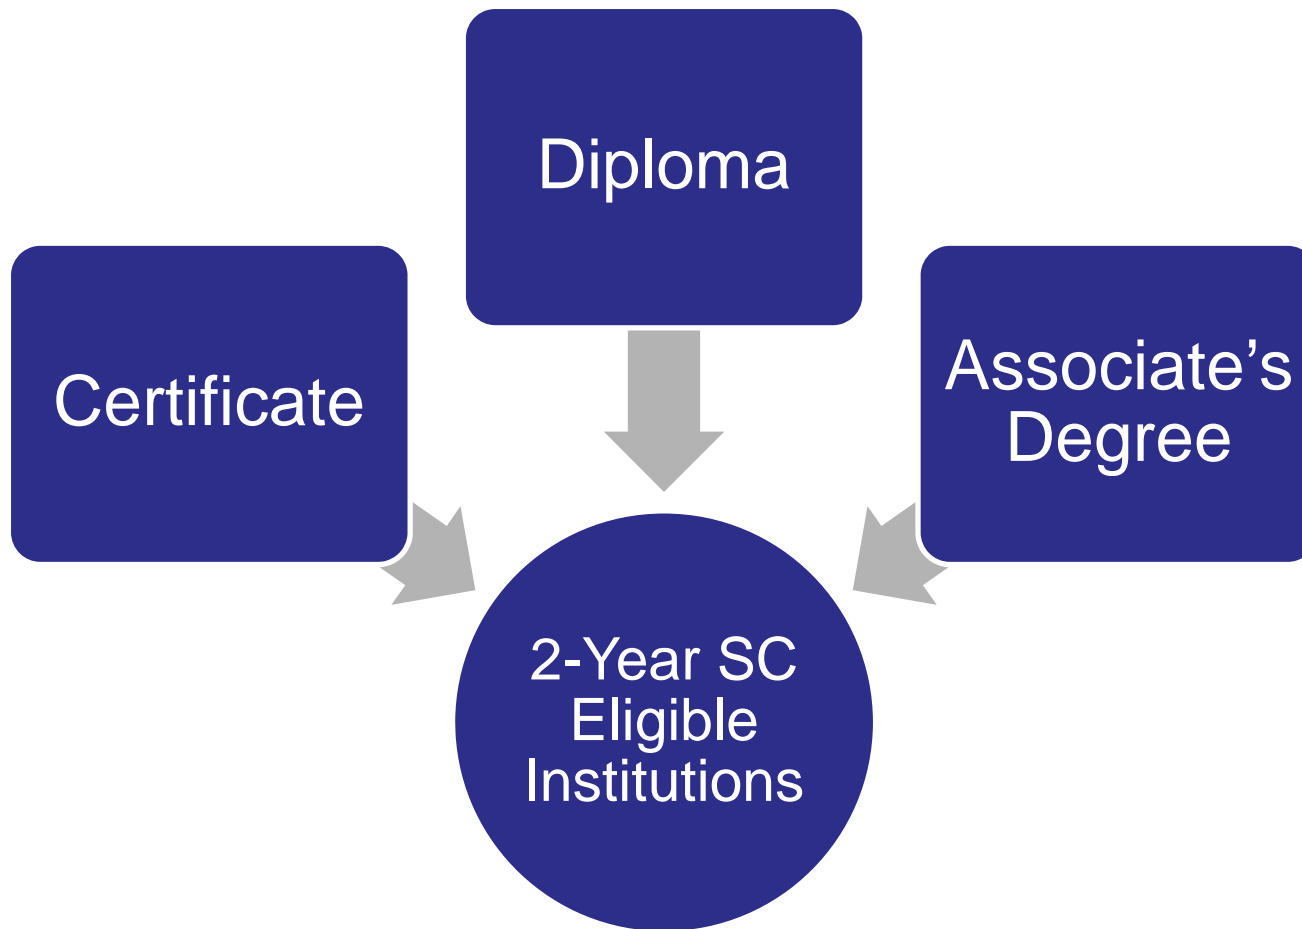 Diploma
Certificate
Associate’s
Degree
2-Year SC
Eligible
Institutions